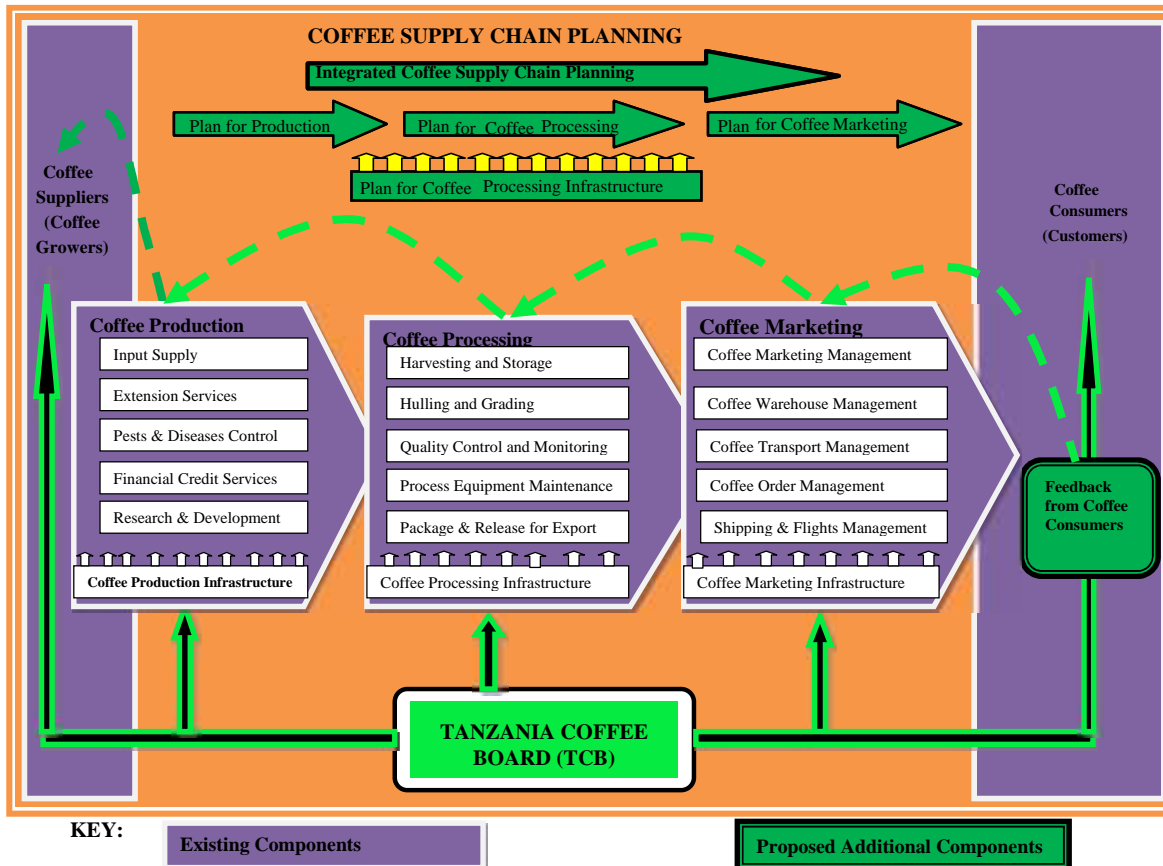 COFFEE SUPPLY CHAIN PLANNING
Integrated Coffee Supply Chain Planning
Plan for Production
Plan for Coffee Processing
Plan for Coffee Marketing
Plan for Coffee Processing Infrastructure
Coffee
Suppliers
(Coffee
Growers)
Coffee
Consumers
(Customers)
Coffee Production
Input Supply
Extension Services
Pests & Diseases Control
Financial Credit Services
Research & Development
Coffee Production Infrastructure
Coffee Processing
Harvesting and Storage
Hulling and Grading
Quality Control and Monitoring
Process Equipment Maintenance
Package & Release for Export
Coffee Processing Infrastructure
Coffee Marketing
Coffee Marketing Management
Coffee Warehouse Management
Coffee Transport Management
Coffee Order Management
Shipping & Flights Management
Coffee Marketing Infrastructure
Feedback
from Coffee
Consumers
TANZANIA COFFEE
BOARD (TCB)
KEY:
Existing Components
Proposed Additional Components